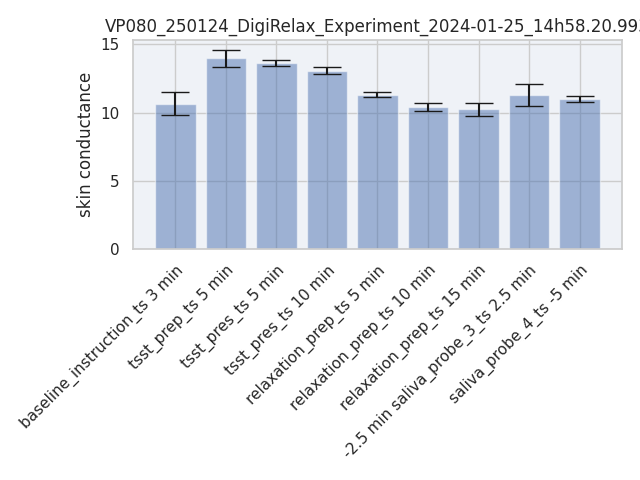 VP080_250124_DigiRelax_Experiment_2024-01-25_14h58.20.99
skin conductance
15
10
5
0
baseline_instruction_ts 3 min
tsst_prep_ts 5 min
tsst_pres_ts 5 min
tsst_pres_ts 10 min
relaxation_prep_ts 5 min
relaxation_prep_ts 10 min
relaxation_prep_ts 15 min
-2.5 min saliva_probe_3_ts 2.5 min
saliva_probe_4_ts -5 min